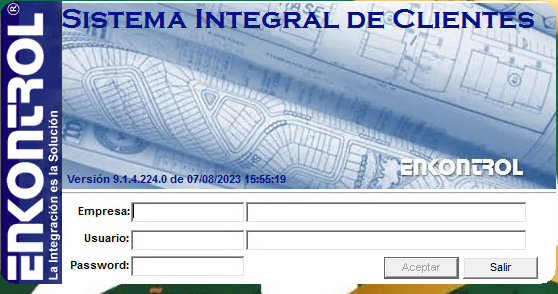 SISTEMA INTEGRAL DE CLIENTES
ENKONTROL®
La Integración es la Solución
ENKONTROL
Versión 9.1.4.224.0 de 07/08/2023 15:55:19
Empresa:
Usuario:
Password:
Aceptar Salir